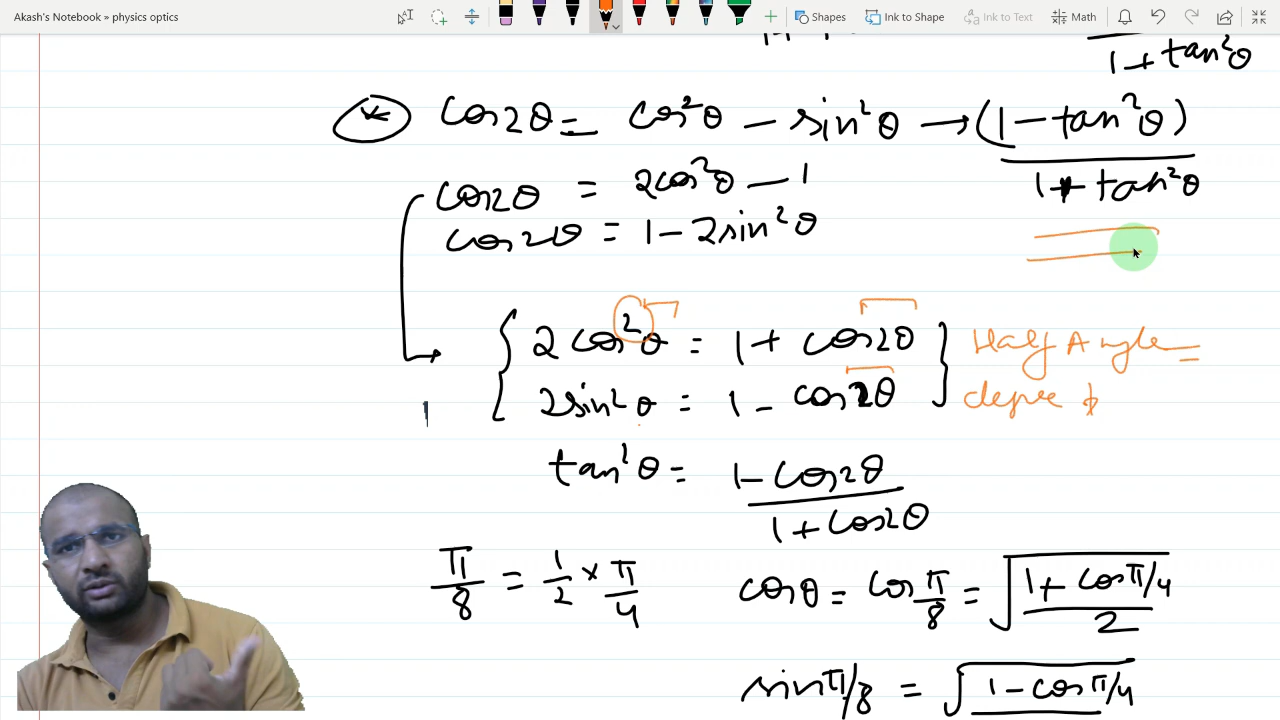 Akash's Notebook » physics optics
Shapes Ink to Shape Ink to Text Math
1 + tan²θ
* cos2θ = cos²θ – sin²θ → (1 – tan²θ)
1 + tan²θ
cos2θ = 2cos²θ – 1
cos2θ = 1 – 2sin²θ
{ 2cos²θ = 1 + cos2θ } Half Angle
2sin²θ = 1 – cos2θ degree ↓
tan²θ = 1 – cos2θ
1 + cos2θ
π/8 = 1/2 × π/4 cosθ = cos π/8 = √(1 + cosπ/4 / 2)
sinπ/8 = √1 – cosπ/4